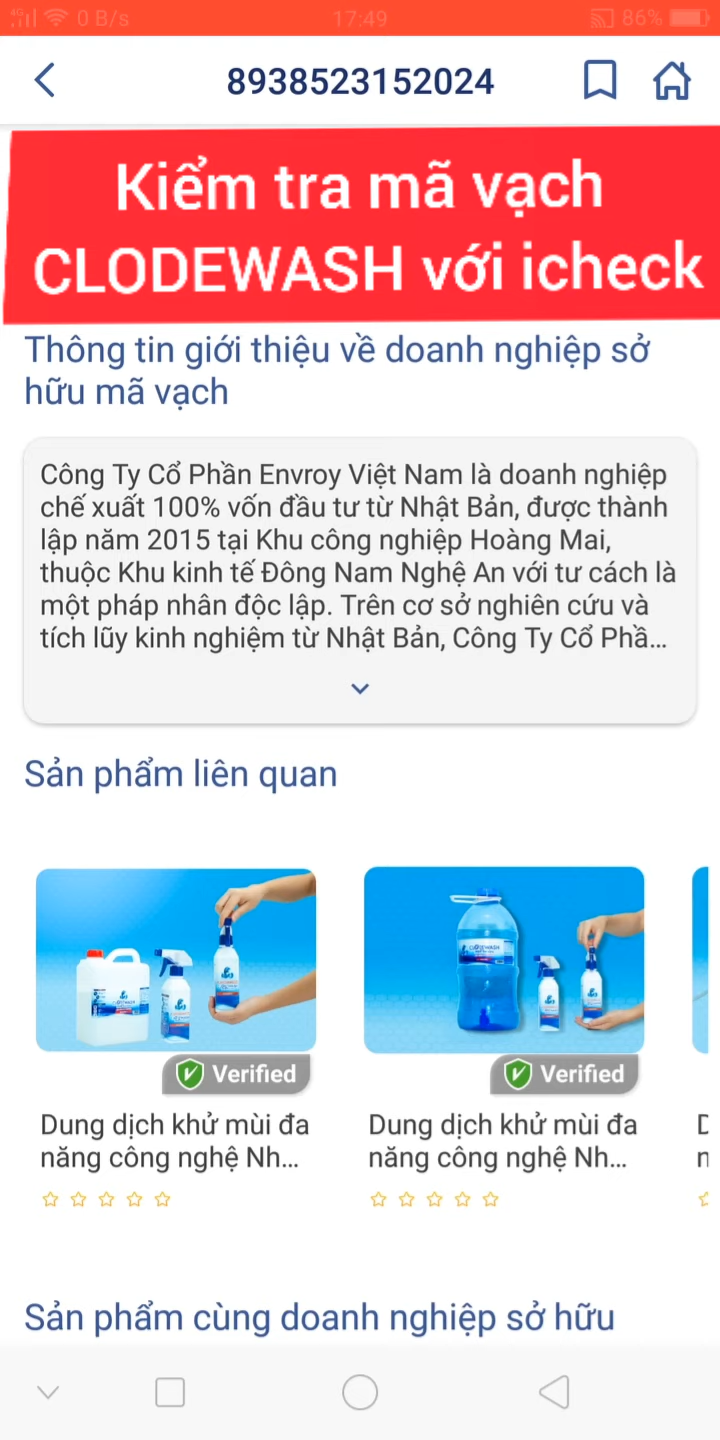 4G 0 B/s 17:49 86%
8938523152024
Kiểm tra mã vạch
CLODEWASH với icheck
Thông tin giới thiệu về doanh nghiệp sở
hữu mã vạch
Công Ty Cổ Phần Envroy Việt Nam là doanh nghiệp
chế xuất 100% vốn đầu tư từ Nhật Bản, được thành
lập năm 2015 tại Khu công nghiệp Hoàng Mai,
thuộc Khu kinh tế Đông Nam Nghệ An với tư cách là
một pháp nhân độc lập. Trên cơ sở nghiên cứu và
tích lũy kinh nghiệm từ Nhật Bản, Công Ty Cổ Phầ...
Sản phẩm liên quan
Verified
Verified
Dung dịch khử mùi đa
năng công nghệ Nh...
Dung dịch khử mùi đa
năng công nghệ Nh...
Sản phẩm cùng doanh nghiệp sở hữu